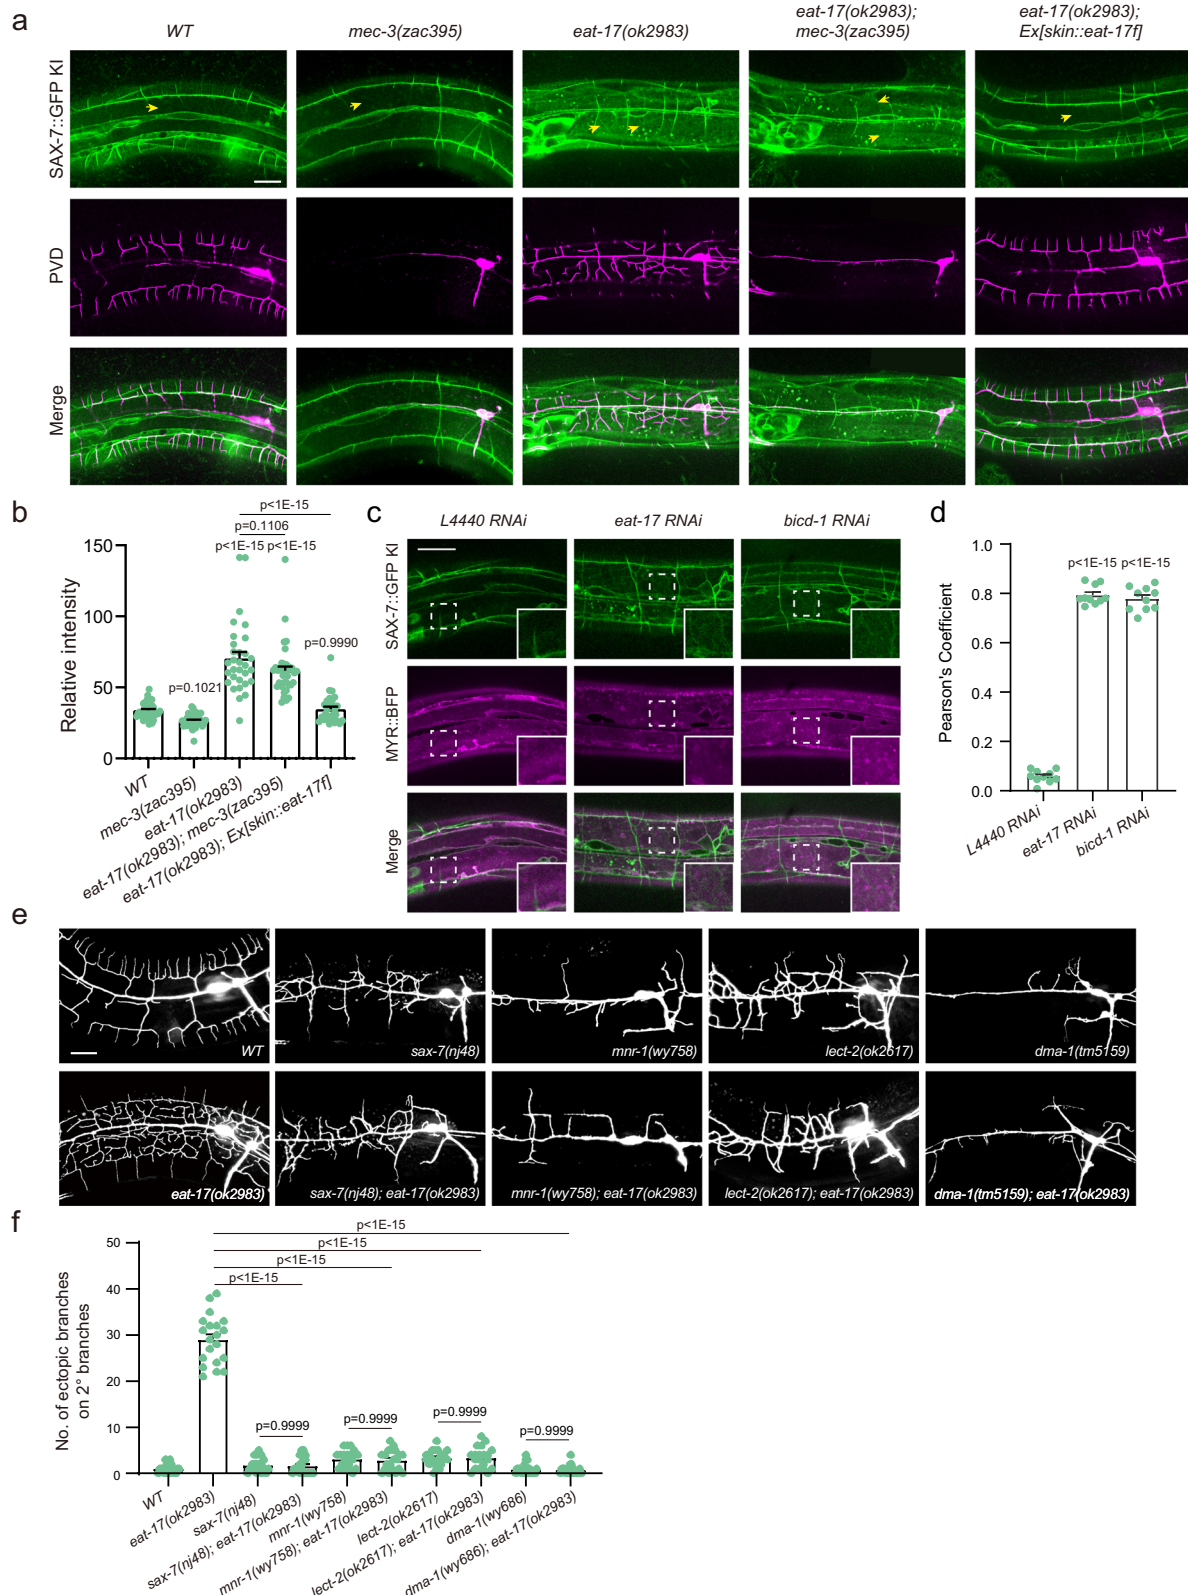 a
WT
mec-3(zac395)
eat-17(ok2983)
eat-17(ok2983);
mec-3(zac395)
eat-17(ok2983);
Ex[skin::eat-17f]
SAX-7::GFP KI
PVD
Merge
b
Relative intensity
150
100
50
0
p<1E-15
p=0.1106
p<1E-15
p<1E-15
p=0.1021
p=0.9990
WT
mec-3(zac395)
eat-17(ok2983)
eat-17(ok2983); mec-3(zac395)
eat-17(ok2983); Ex[skin::eat-17f]
c
L4440 RNAi
eat-17 RNAi
bicd-1 RNAi
SAX-7::GFP KI
MYR::BFP
Merge
d
Pearson's Coefficient
1.0
0.8
0.6
0.4
0.2
0.0
p<1E-15
p<1E-15
L4440 RNAi
eat-17 RNAi
bicd-1 RNAi
e
WT
sax-7(nj48)
mnr-1(wy758)
lect-2(ok2617)
dma-1(tm5159)
eat-17(ok2983)
sax-7(nj48); eat-17(ok2983)
mnr-1(wy758); eat-17(ok2983)
lect-2(ok2617); eat-17(ok2983)
dma-1(tm5159); eat-17(ok2983)
f
No. of ectopic branches
on 2° branches
50
40
30
20
10
0
p<1E-15
p<1E-15
p<1E-15
p<1E-15
p=0.9999
p=0.9999
p=0.9999
p=0.9999
WT
eat-17(ok2983)
sax-7(nj48)
sax-7(nj48); eat-17(ok2983)
mnr-1(wy758)
mnr-1(wy758); eat-17(ok2983)
lect-2(ok2617)
lect-2(ok2617); eat-17(ok2983)
dma-1(wy686)
dma-1(wy686); eat-17(ok2983)